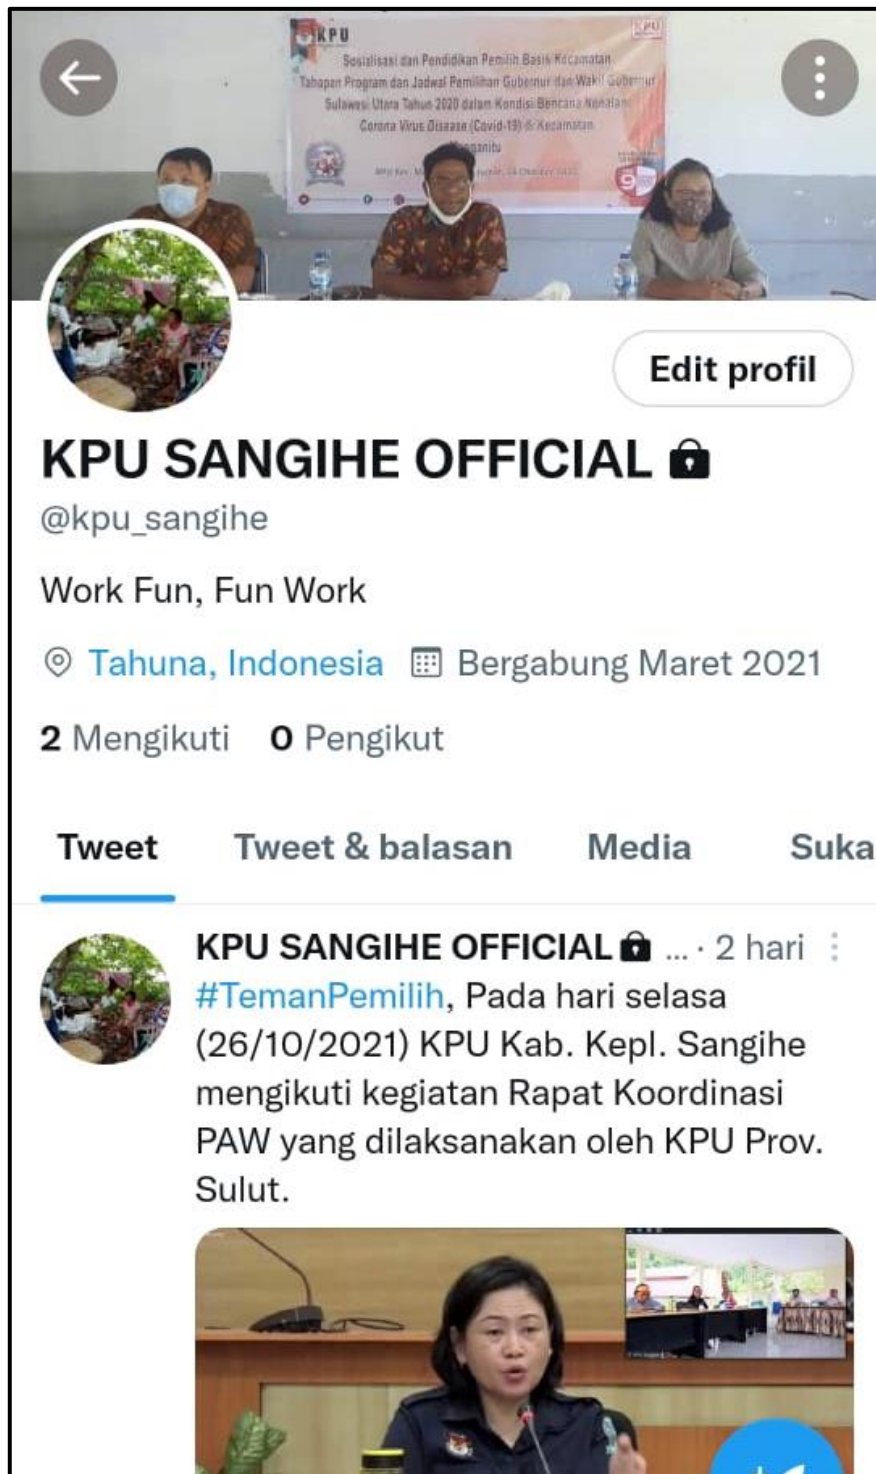 KPU
KPU
Sosialisasi dan Pendidikan Pemilih Basis Kecamatan
Tahapan Program dan Jadwal Pemilihan Gubernur dan Wakil Gubernur
Sulawesi Utara Tahun 2020 dalam Kondisi Bencana Nonalam
Corona Virus Disease (Covid-19) di Kecamatan
9
Edit profil
KPU SANGIHE OFFICIAL
@kpu_sangihe
Work Fun, Fun Work
Tahuna, Indonesia Bergabung Maret 2021
2 Mengikuti 0 Pengikut
Tweet Tweet & balasan Media Suka
KPU SANGIHE OFFICIAL ... · 2 hari
#TemanPemilih, Pada hari selasa
(26/10/2021) KPU Kab. Kepl. Sangihe
mengikuti kegiatan Rapat Koordinasi
PAW yang dilaksanakan oleh KPU Prov.
Sulut.